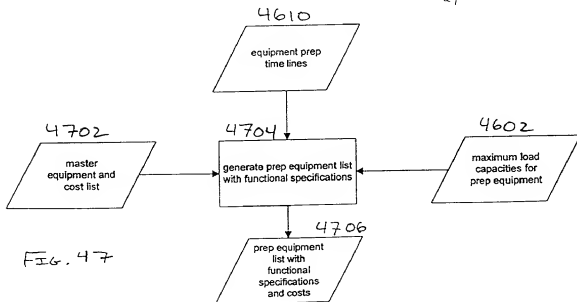 4610
equipment prep
time lines
4702
master
equipment and
cost list
4704
generate prep equipment list
with functional specifications
4602
maximum load
capacities for
prep equipment
4706
prep equipment
list with
functional
specifications
and costs
FIG. 47